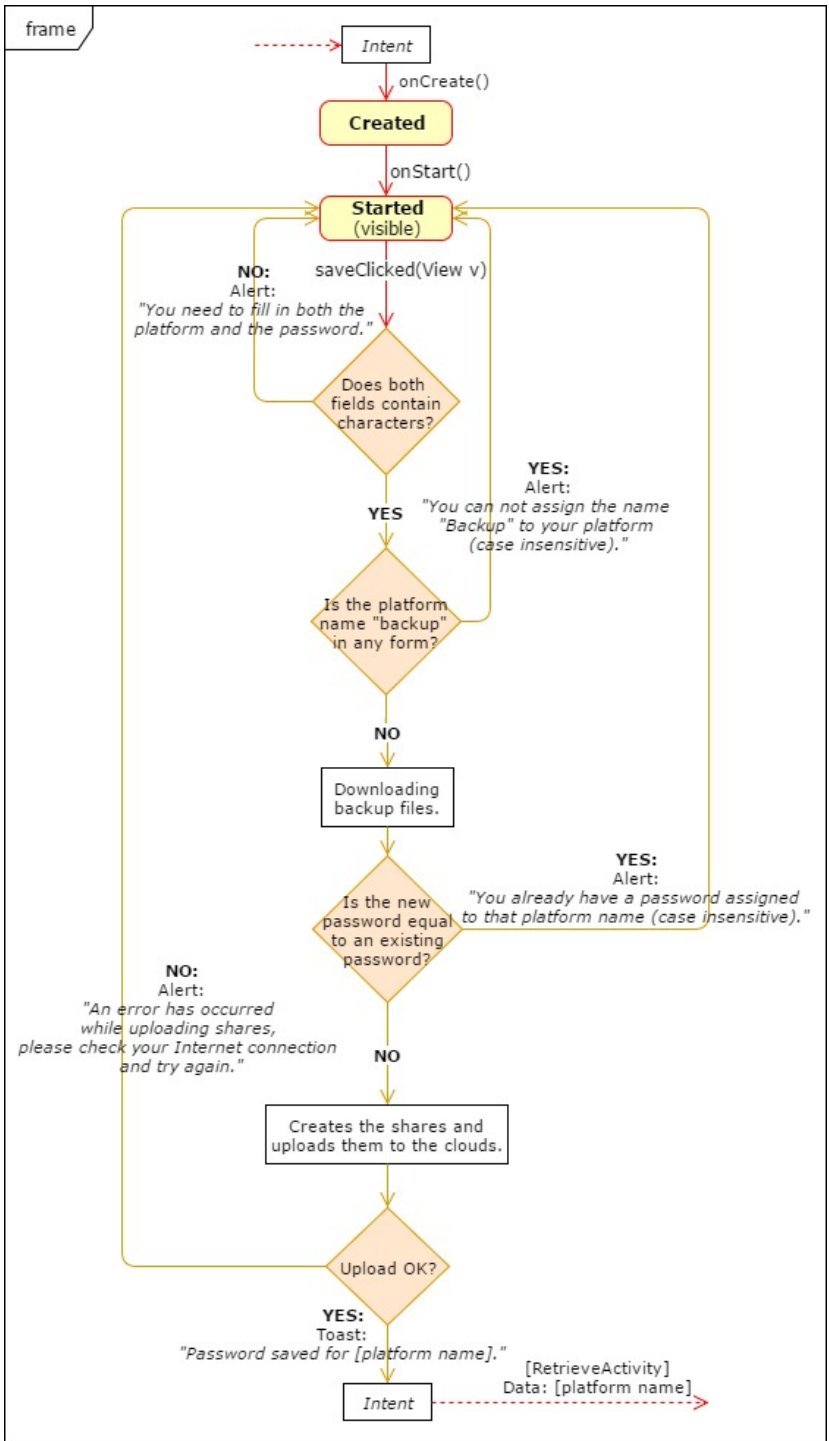 frame
Intent
onCreate()
Created
onStart()
Started
(visible)
saveClicked(View v)
NO:
Alert:
"You need to fill in both the
platform and the password."
Does both
fields contain
characters?
YES
YES:
Alert:
"You can not assign the name
"Backup" to your platform
(case insensitive)."
Is the platform
name "backup"
in any form?
NO
Downloading
backup files.
Is the new
password equal
to an existing
password?
YES:
Alert:
"You already have a password assigned
to that platform name (case insensitive)."
NO:
Alert:
"An error has occurred
while uploading shares,
please check your Internet connection
and try again."
NO
Creates the shares and
uploads them to the clouds.
Upload OK?
YES:
Toast:
"Password saved for [platform name]."
Intent
[RetrieveActivity]
Data: [platform name]